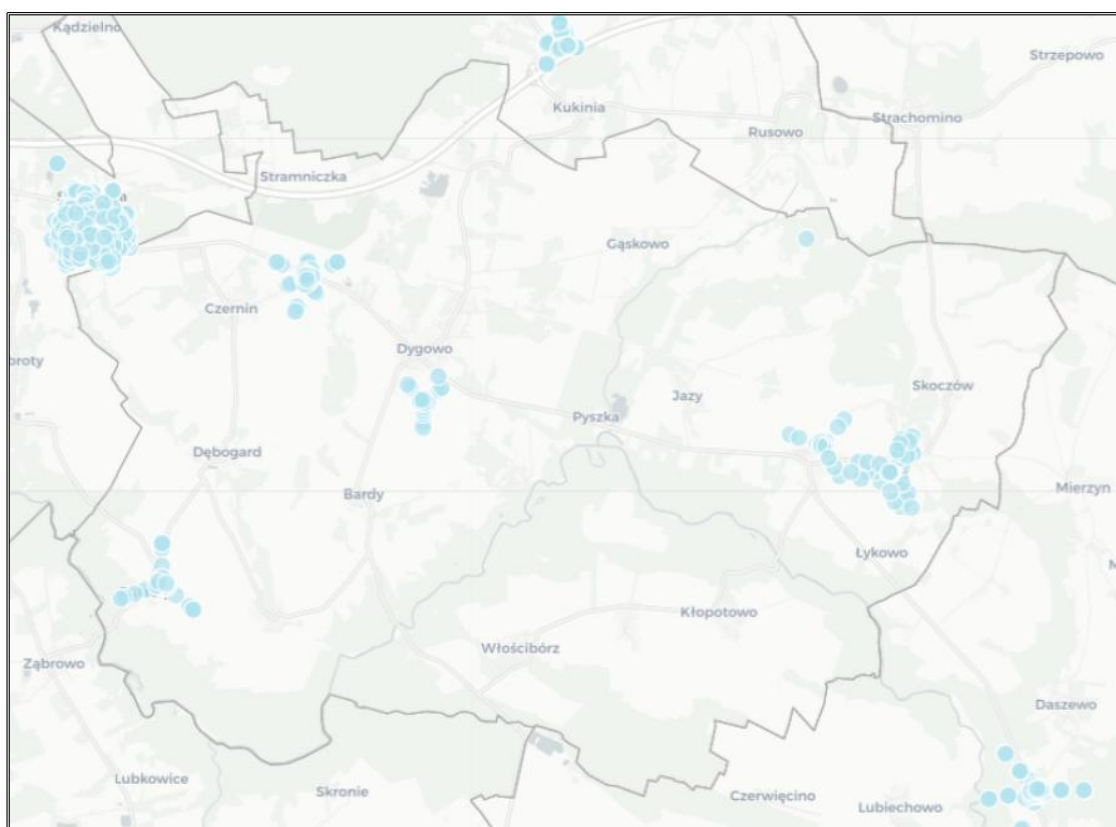 Kądzielno
Strzepowo
Kukinia
Strachomino
Rusowo
Stramniczka
Gąskowo
Czernin
Dygowo
oroty
Skoczów
Jazy
Pyszka
Dębogard
Mierzyn
Bardy
Łykowo
Kłopotowo
Włościbórz
Ząbrowo
Daszewo
Lubkowice
Skronie
Czerwięcino
Lubiechowo